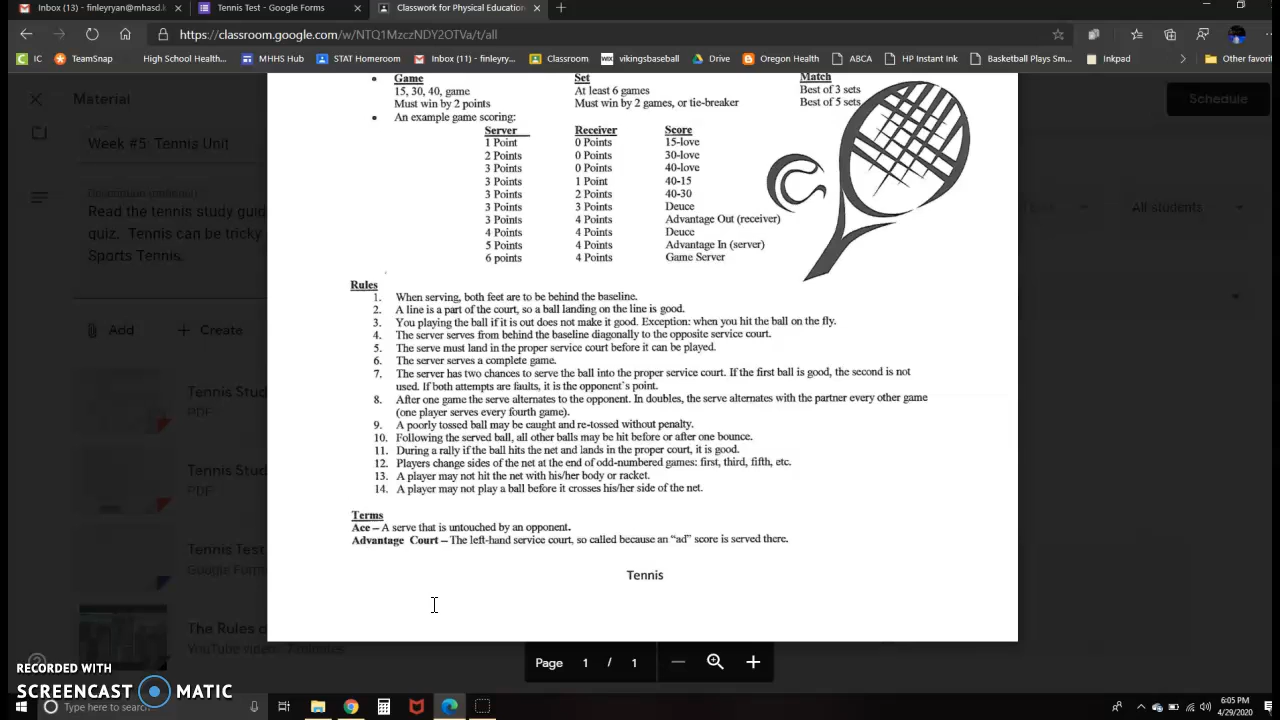 Inbox (13) - finleyryan@mhasd.k
Tennis Test - Google Forms
Classwork for Physical Education
https://classroom.google.com/w/NTQ1MzczNDY2OTVa/t/all
iC
TeamSnap
High School Health...
MHHS Hub
STAT Homeroom
Inbox (11) - finleyry...
Classroom
WiX vikingsbaseball
Drive
Oregon
ABCA
HP Instant Ink
Basketball Plays Sm...
Inkpad
Other favori
Material
Schedule
Week #5: Tennis Unit
Read the tennis study guid
quiz. Tennis can be tricky
Sports Tennis.
All students
Add
Create
Tennis Stud
PDF
Tennis Stud
PDF
Tennis Test
Google Forms
The Rules o
YouTube video 7 minutes
Game Set Match
15, 30, 40, game At least 6 games Best of 3 sets
Must win by 2 points Must win by 2 games, or tie-breaker Best of 5 sets
• An example game scoring:
Server Receiver Score
1 Point 0 Points 15-love
2 Points 0 Points 30-love
3 Points 0 Points 40-love
3 Points 1 Point 40-15
3 Points 2 Points 40-30
3 Points 3 Points Deuce
3 Points 4 Points Advantage Out (receiver)
4 Points 4 Points Deuce
5 Points 4 Points Advantage In (server)
6 points 4 Points Game Server
Rules
1. When serving, both feet are to be behind the baseline.
2. A line is a part of the court, so a ball landing on the line is good.
3. You playing the ball if it is out does not make it good. Exception: when you hit the ball on the fly.
4. The server serves from behind the baseline diagonally to the opposite service court.
5. The serve must land in the proper service court before it can be played.
6. The server serves a complete game.
7. The server has two chances to serve the ball into the proper service court. If the first ball is good, the second is not
used. If both attempts are faults, it is the opponent's point.
8. After one game the serve alternates to the opponent. In doubles, the serve alternates with the partner every other game
(one player serves every fourth game).
9. A poorly tossed ball may be caught and re-tossed without penalty.
10. Following the served ball, all other balls may be hit before or after one bounce.
11. During a rally if the ball hits the net and lands in the proper court, it is good.
12. Players change sides of the net at the end of odd-numbered games: first, third, fifth, etc.
13. A player may not hit the net with his/her body or racket.
14. A player may not play a ball before it crosses his/her side of the net.
Terms
Ace – A serve that is untouched by an opponent.
Advantage Court – The left-hand service court, so called because an “ad” score is served there.
Tennis
Page 1 / 1
RECORDED WITH
SCREENCAST MATIC
Type here to search
6:05 PM
4/29/2020